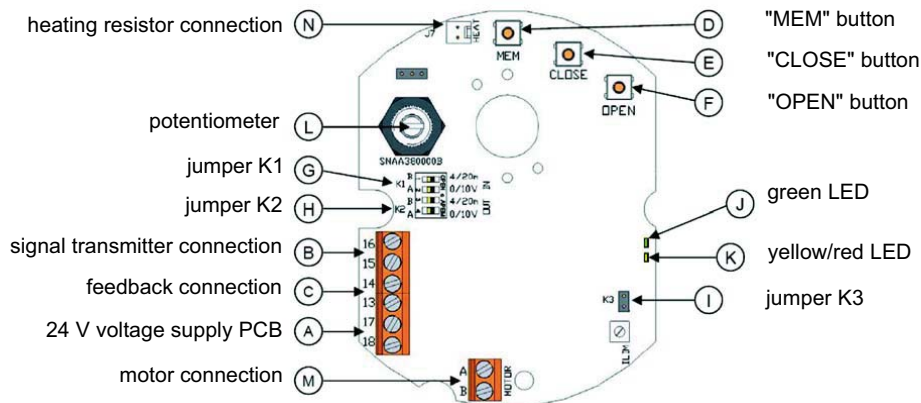 heating resistor connection N
J7 HEAT
MEM
D "MEM" button
CLOSE
E "CLOSE" button
OPEN
F "OPEN" button
potentiometer L
SNAA380000B
jumper K1 G
K1 B 4/20m IN
A 0/10V
jumper K2 H
K2 B 4/20m OUT
A 0/10V
J green LED
signal transmitter connection B
16
15
K yellow/red LED
feedback connection C
14
13
K3 I jumper K3
24 V voltage supply PCB A
17
18
ILIM
motor connection M
A MOTOR
B